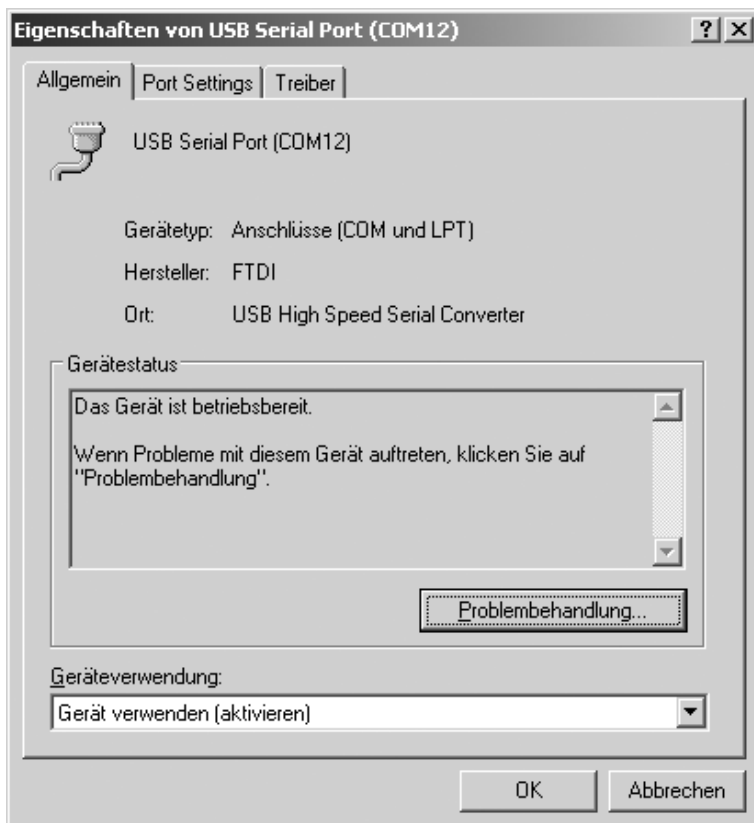 Eigenschaften von USB Serial Port (COM12)
Allgemein Port Settings Treiber
USB Serial Port (COM12)
Gerätetyp: Anschlüsse (COM und LPT)
Hersteller: FTDI
Ort: USB High Speed Serial Converter
Gerätestatus
Das Gerät ist betriebsbereit.
Wenn Probleme mit diesem Gerät auftreten, klicken Sie auf
"Problembehandlung".
Problembehandlung...
Geräteverwendung:
Gerät verwenden (aktivieren)
OK Abbrechen